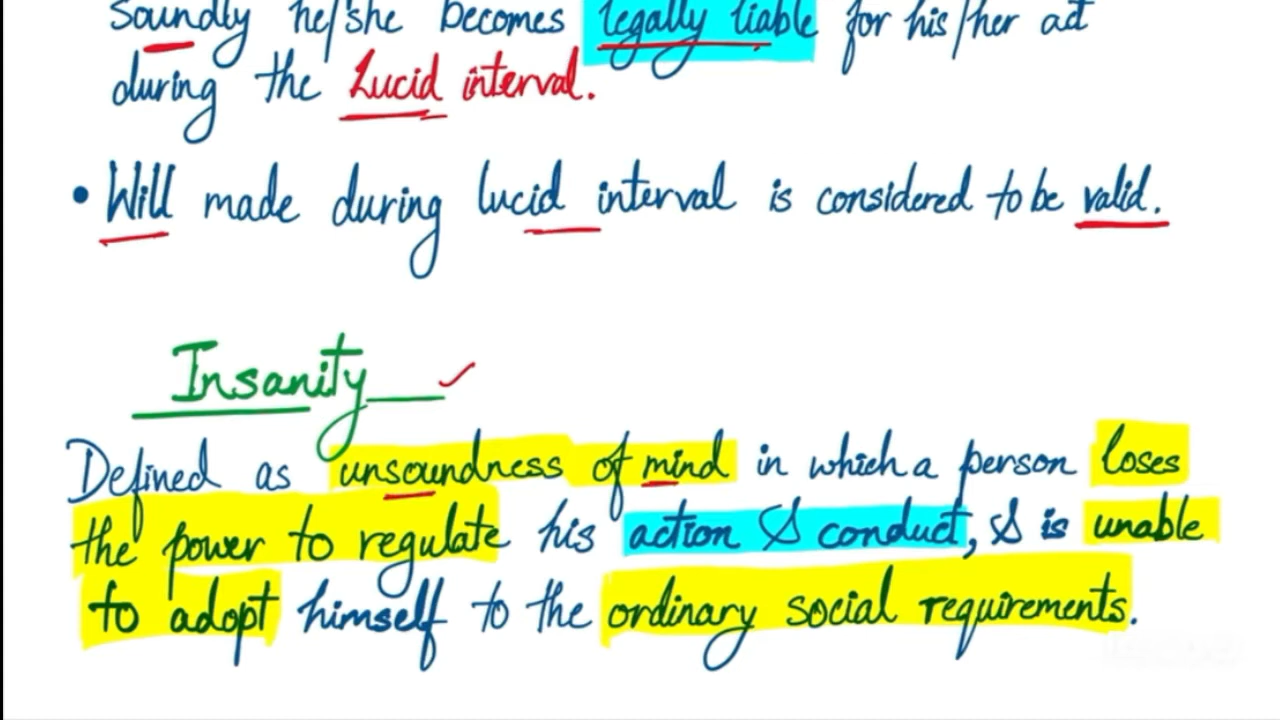 Soundly he/she becomes legally liable for his/her act
during the Lucid interval.
• Will made during lucid interval is considered to be valid.
Insanity
Defined as unsoundness of mind in which a person loses
the power to regulate his action & conduct, & is unable
to adopt himself to the ordinary social requirements.